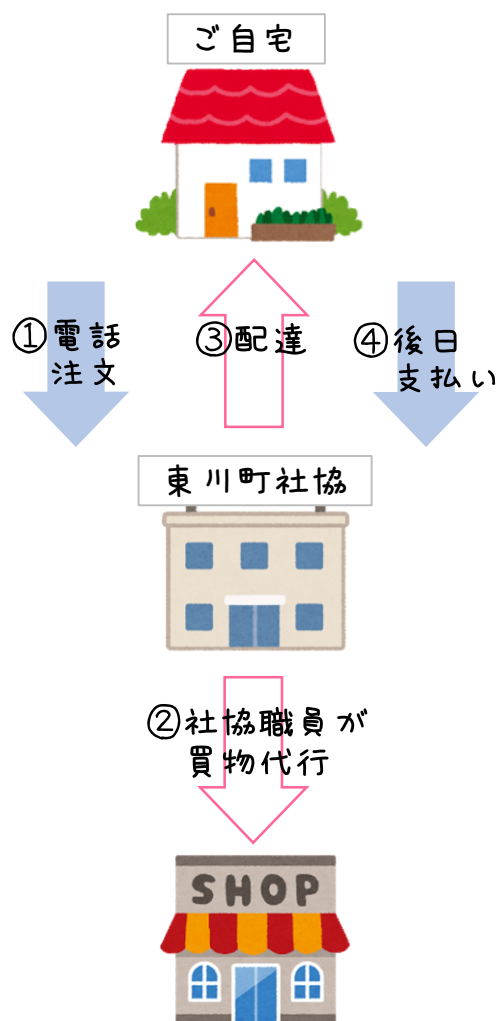 ご自宅
①電話
注文
③配達
④後日
支払い
東川町社協
②社協職員が
買物代行
SHOP